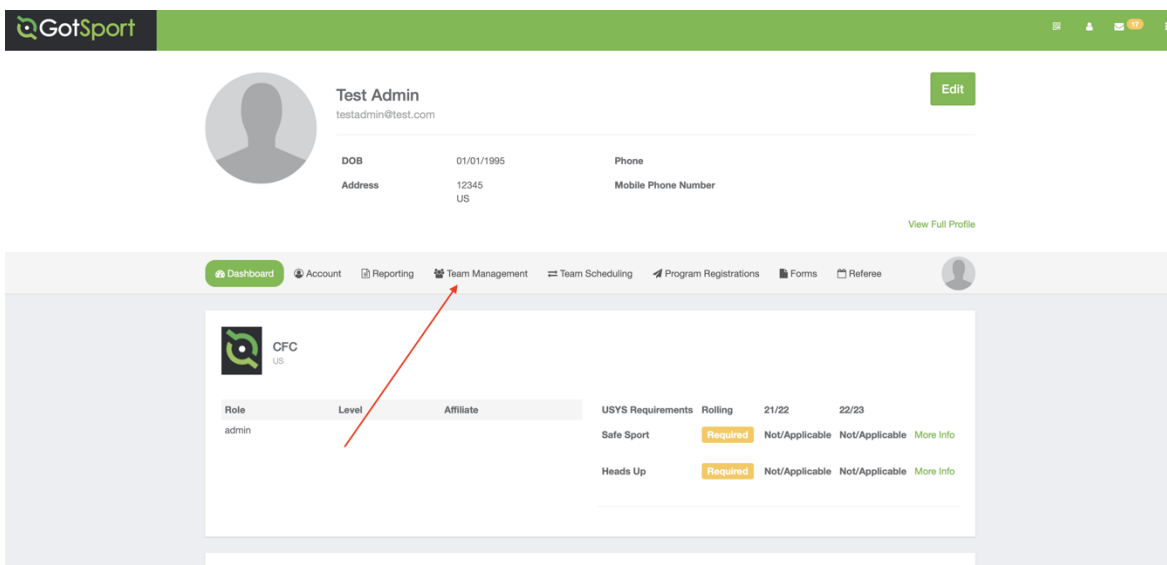 GotSport
17
Test Admin
Edit
testadmin@test.com
DOB 01/01/1995 Phone
Address 12345 Mobile Phone Number
US
View Full Profile
Dashboard Account Reporting Team Management Team Scheduling Program Registrations Forms Referee
CFC
US
Role Level Affiliate USYS Requirements Rolling 21/22 22/23
admin Safe Sport Required Not/Applicable Not/Applicable More Info
Heads Up Required Not/Applicable Not/Applicable More Info